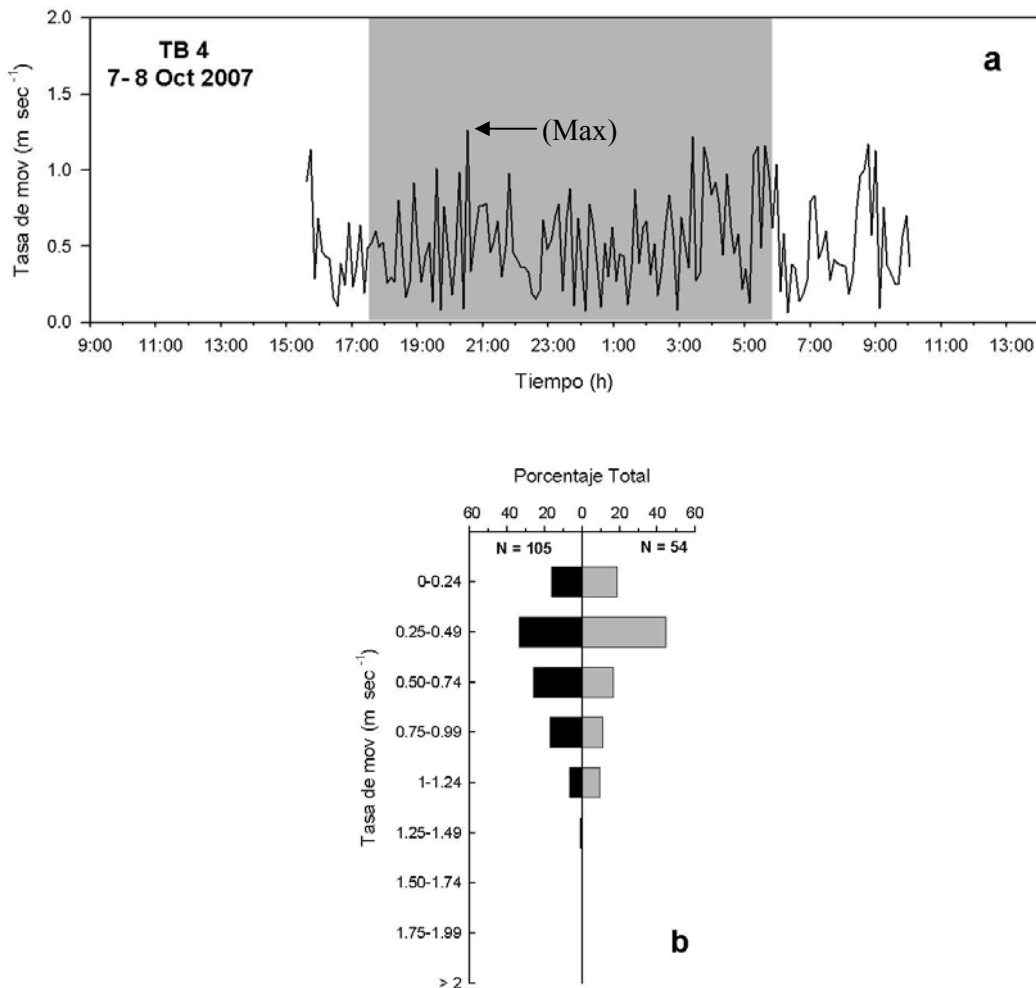 2.0
1.5
1.0
0.5
0.0
Tasa de mov (m sec -1)
TB 4
7- 8 Oct 2007
a
(Max)
9:00 11:00 13:00 15:00 17:00 19:00 21:00 23:00 1:00 3:00 5:00 7:00 9:00 11:00 13:00
Tiempo (h)
Porcentaje Total
60 40 20 0 20 40 60
N = 105 N = 54
Tasa de mov (m sec -1)
0-0.24
0.25-0.49
0.50-0.74
0.75-0.99
1-1.24
1.25-1.49
1.50-1.74
1.75-1.99
> 2
b